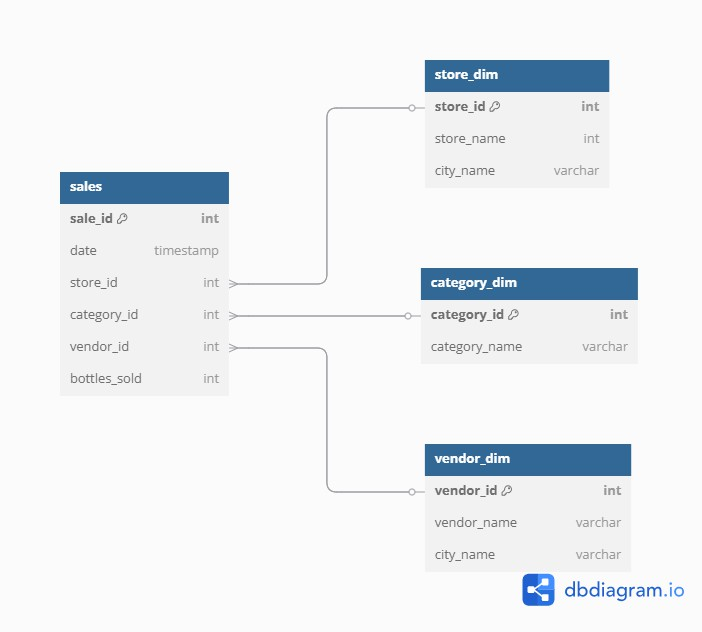 store_dim
store_id int
store_name int
city_name varchar
sales
sale_id int
date timestamp
store_id int
category_id int
vendor_id int
bottles_sold int
category_dim
category_id int
category_name varchar
vendor_dim
vendor_id int
vendor_name varchar
city_name varchar
dbdiagram.io